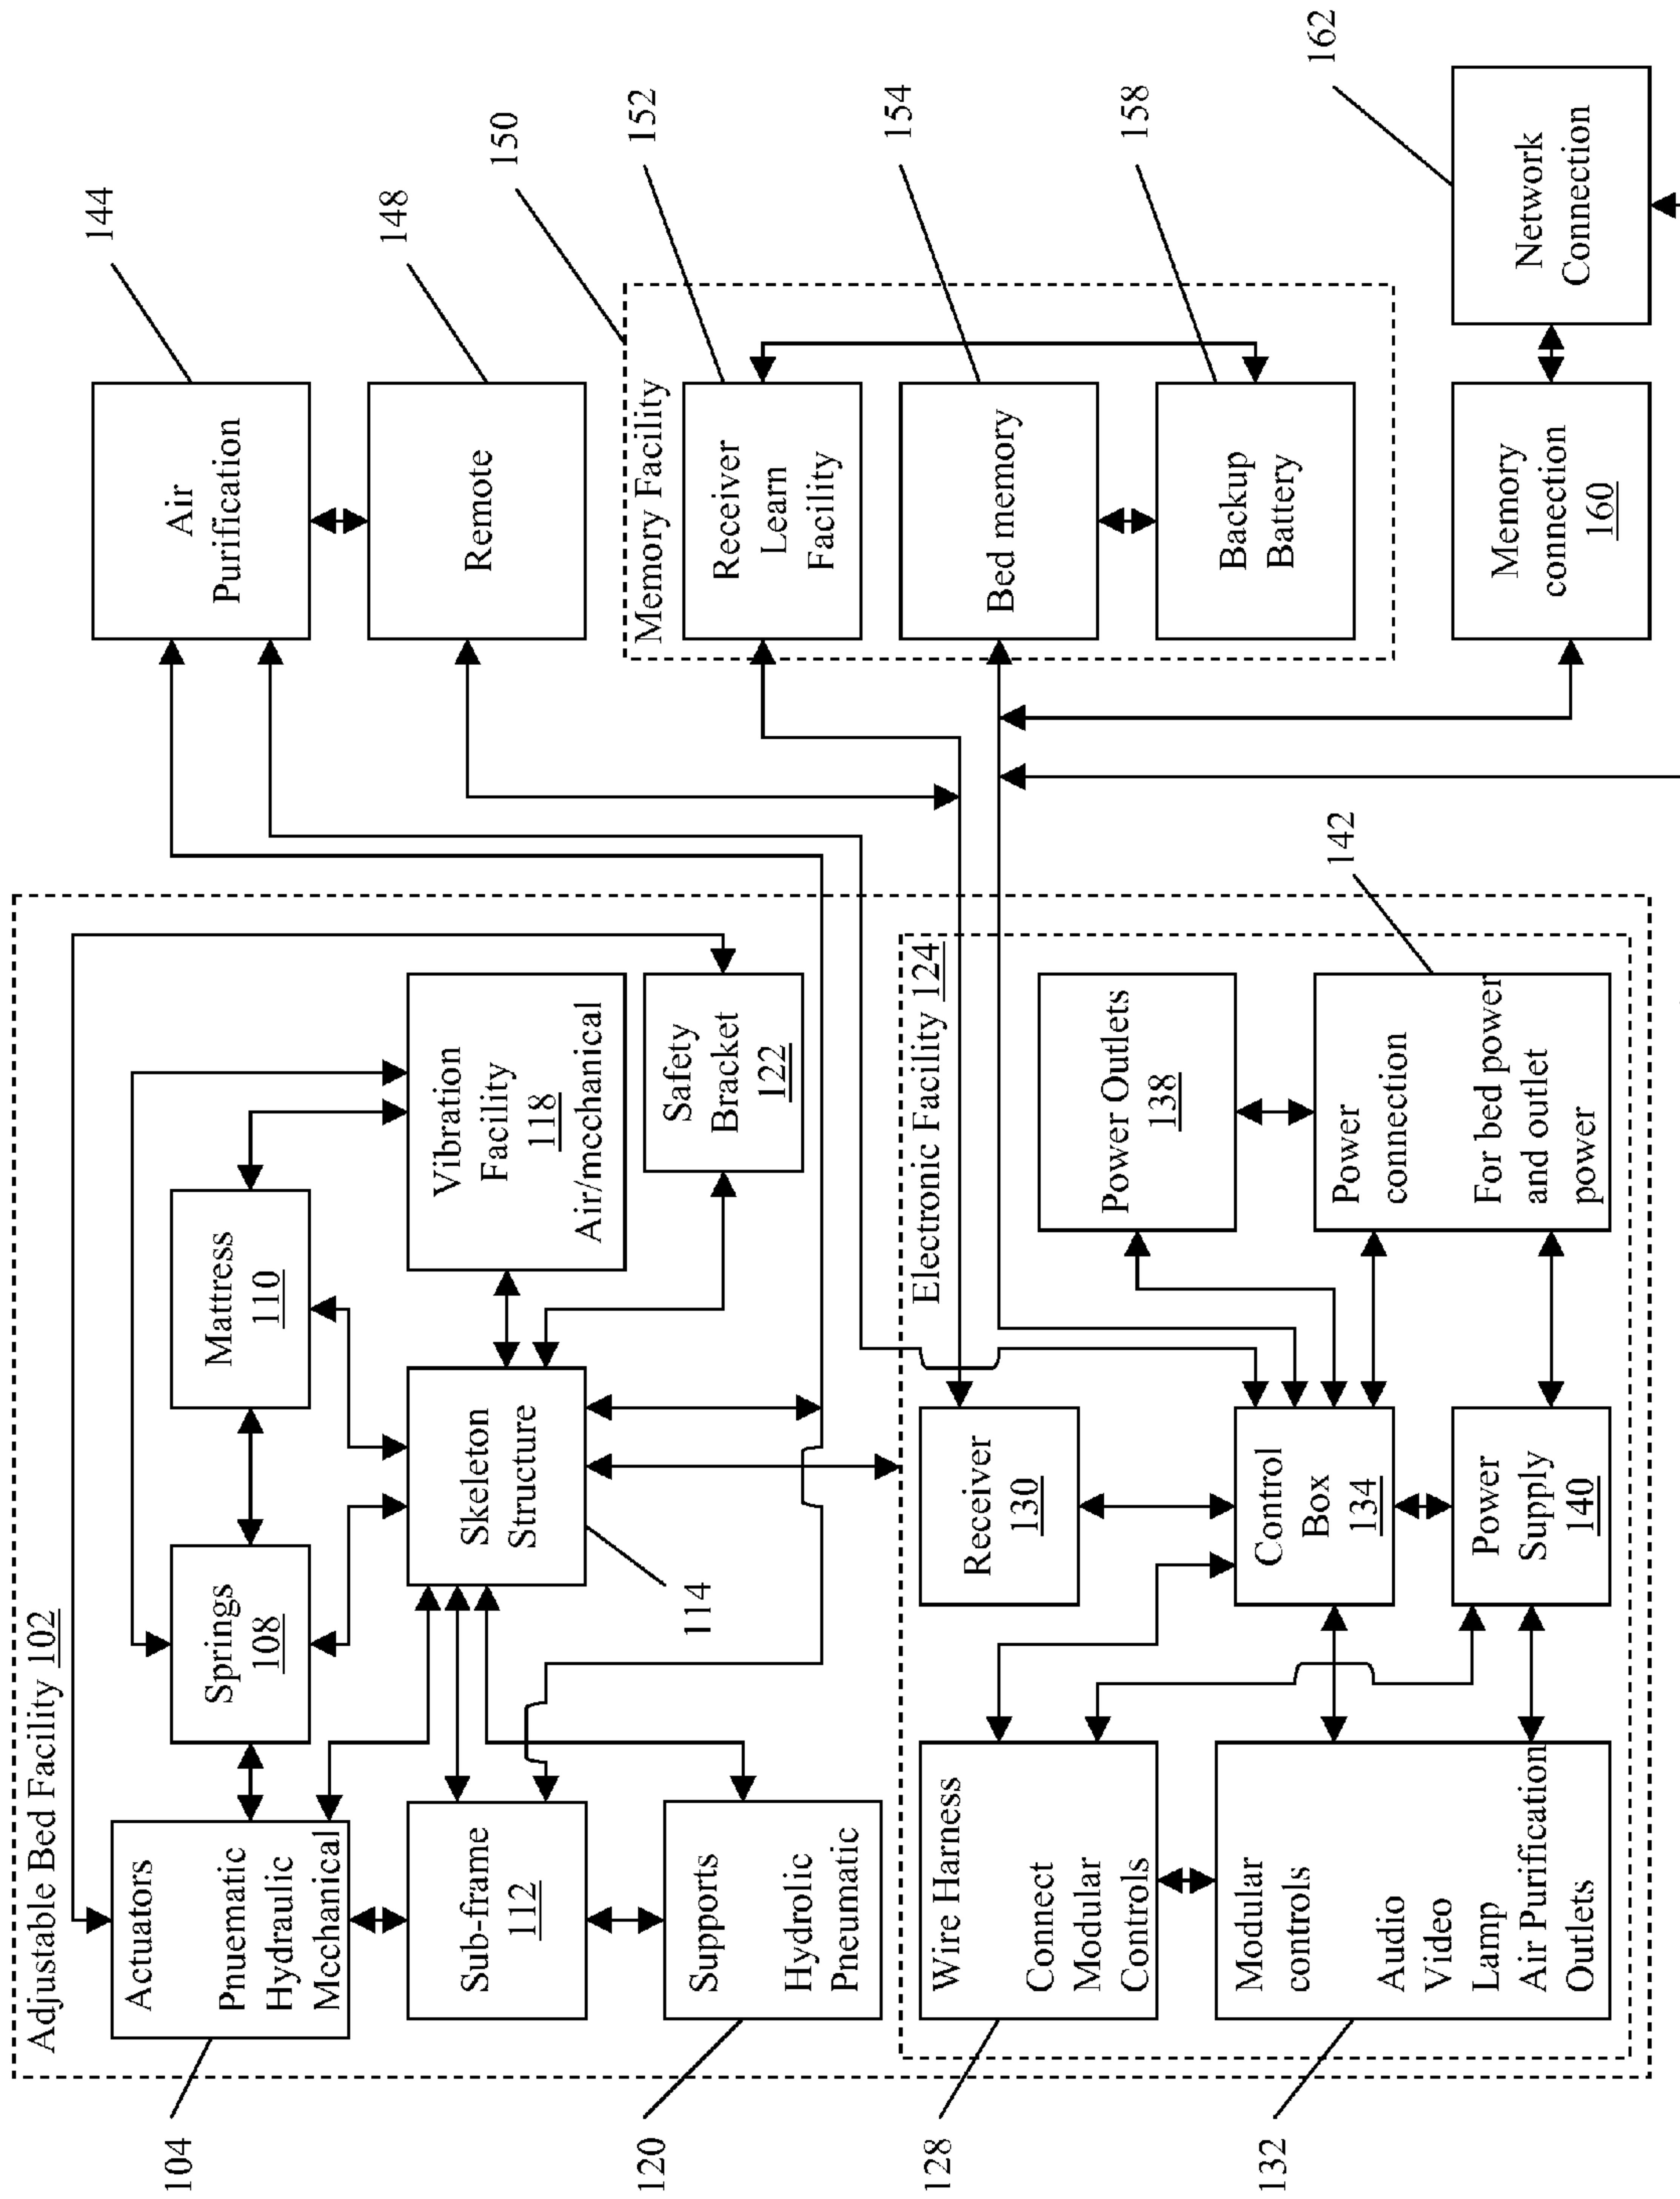 Adjustable Bed Facility 102
104
Actuators
Pnuematic
Hydraulic
Mcchanical
Springs
108
Mattress
110
Sub-frame
112
Skeleton
Structure
114
Vibration
Facility
118
Air/mcchanical
120
Supports
Hydrolic
Pneumatic
Safety
Bracket
122
Electronic Facility 124
128
Wire Harness
Connect
Modular
Controls
Receiver
130
Power Outlets
138
132
Modular
controls
Audio
Video
Lamp
Air Purification
Outlets
Control
Box
134
Power
Supply
140
Power
connection
For bed power
and outlet
power
142
Air
Purification
144
Remote
148
150
Memory Facility
Receiver
Learn
Facility
152
Bed memory
154
Backup
Battery
158
Memory
connection
160
Network
Connection
162